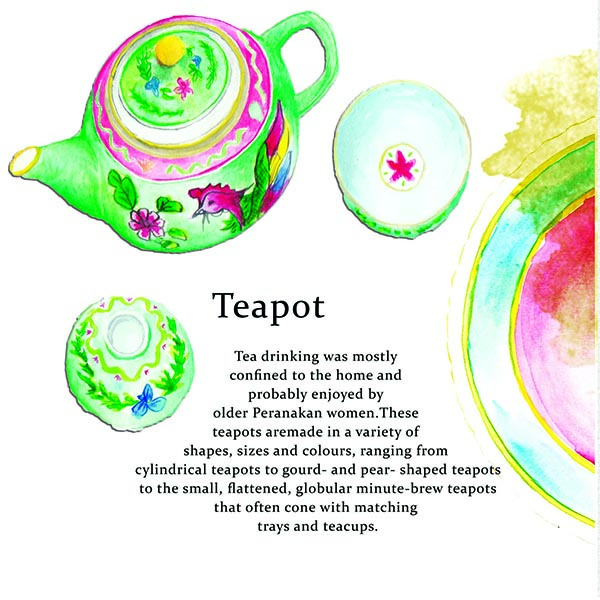 Teapot
Tea drinking was mostly
confined to the home and
probably enjoyed by
older Peranakan women.These
teapots aremade in a variety of
shapes, sizes and colours, ranging from
cylindrical teapots to gourd- and pear- shaped teapots
to the small, flattened, globular minute-brew teapots
that often cone with matching
trays and teacups.